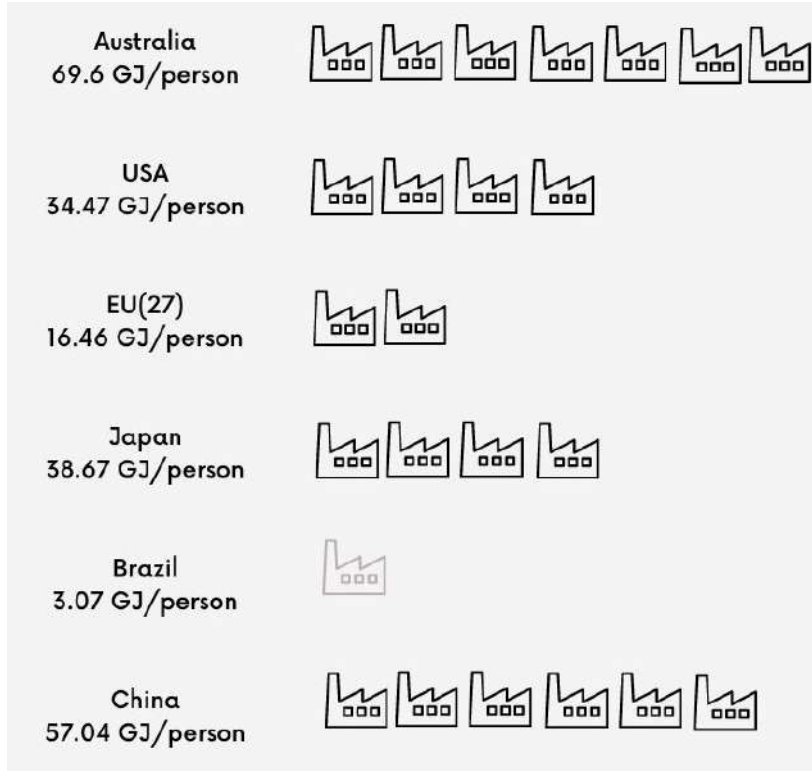 Australia
69.6 GJ/person
USA
34.47 GJ/person
EU(27)
16.46 GJ/person
Japan
38.67 GJ/person
Brazil
3.07 GJ/person
China
57.04 GJ/person